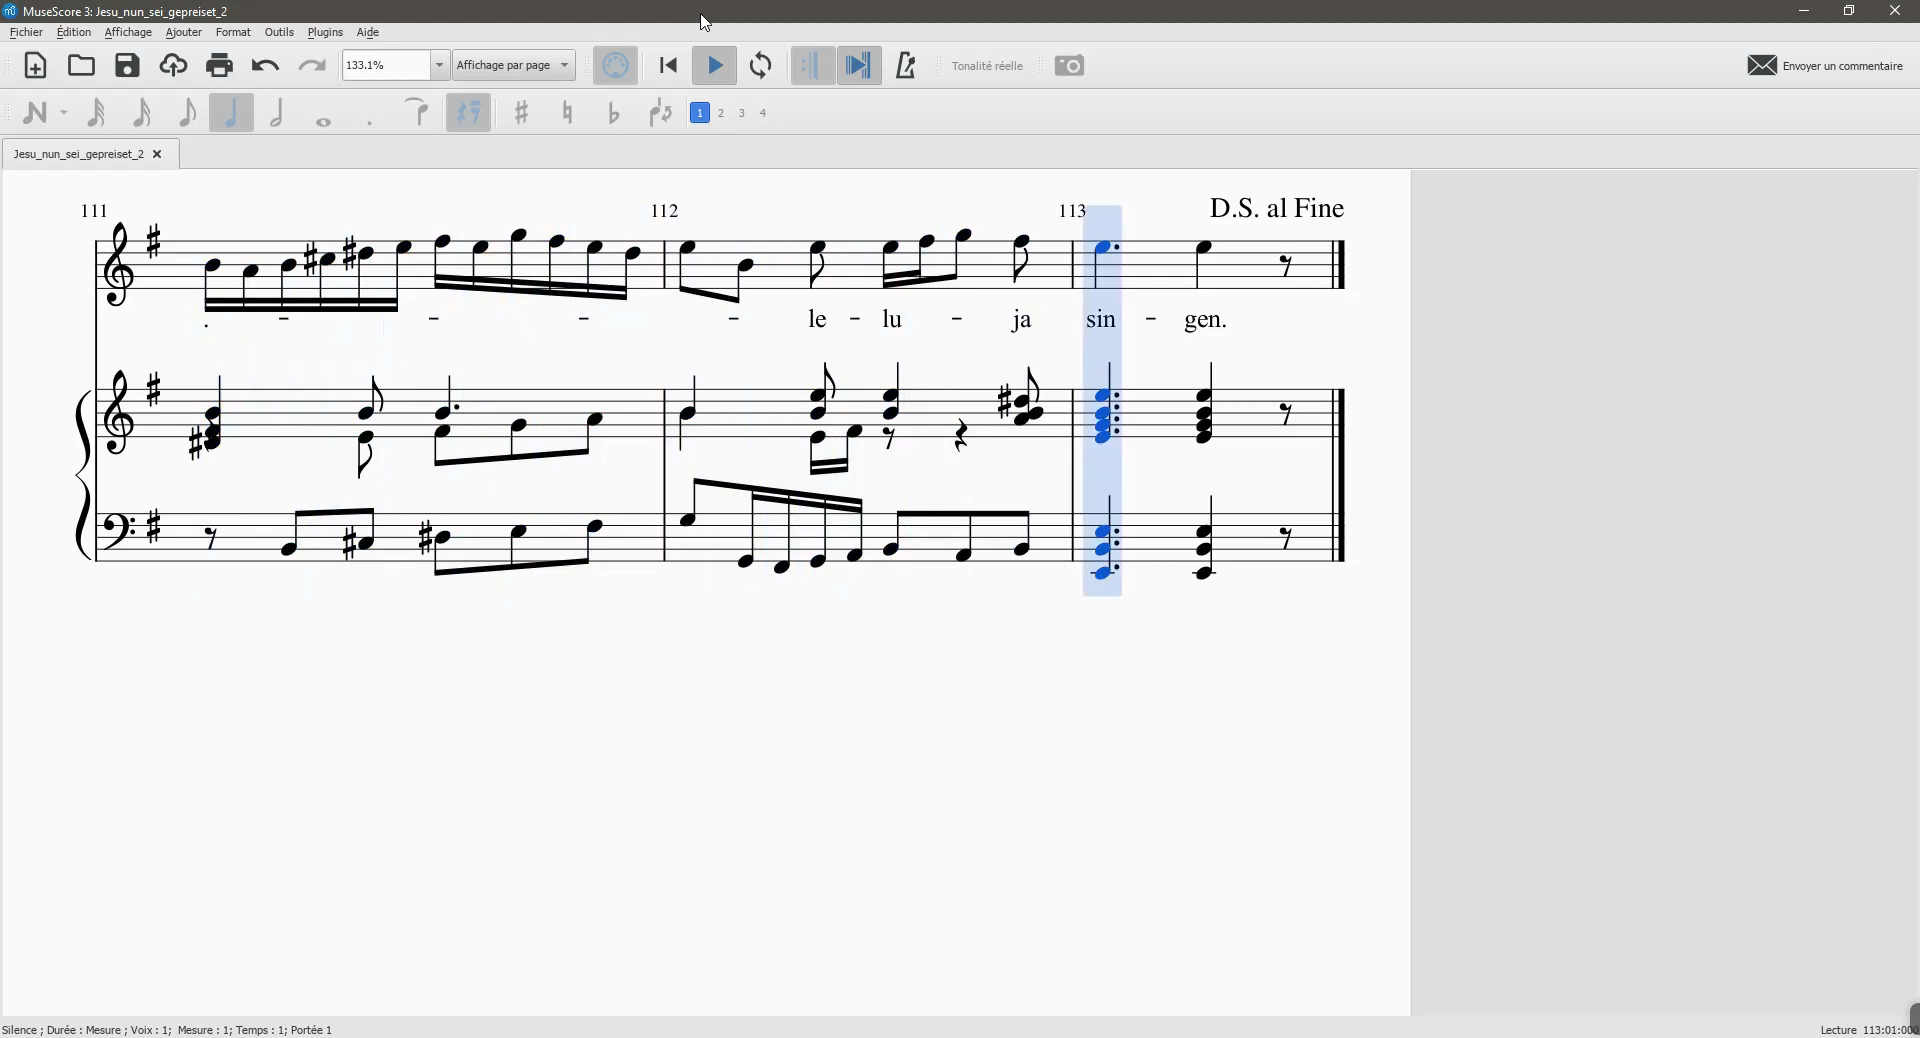 MuseScore 3: Jesu_nun_sei_gepreiset_2
Fichier Édition Affichage Ajouter Format Outils Plugins Aide
133.1% Affichage par page Tonalité réelle Envoyer un commentaire
1 2 3 4
Jesu_nun_sei_gepreiset_2
111 112 113 D.S. al Fine
. - - - - le - lu - ja sin - gen.
Silence ; Durée : Mesure ; Voix : 1; Mesure : 1; Temps : 1; Portée 1 Lecture 113:01:000